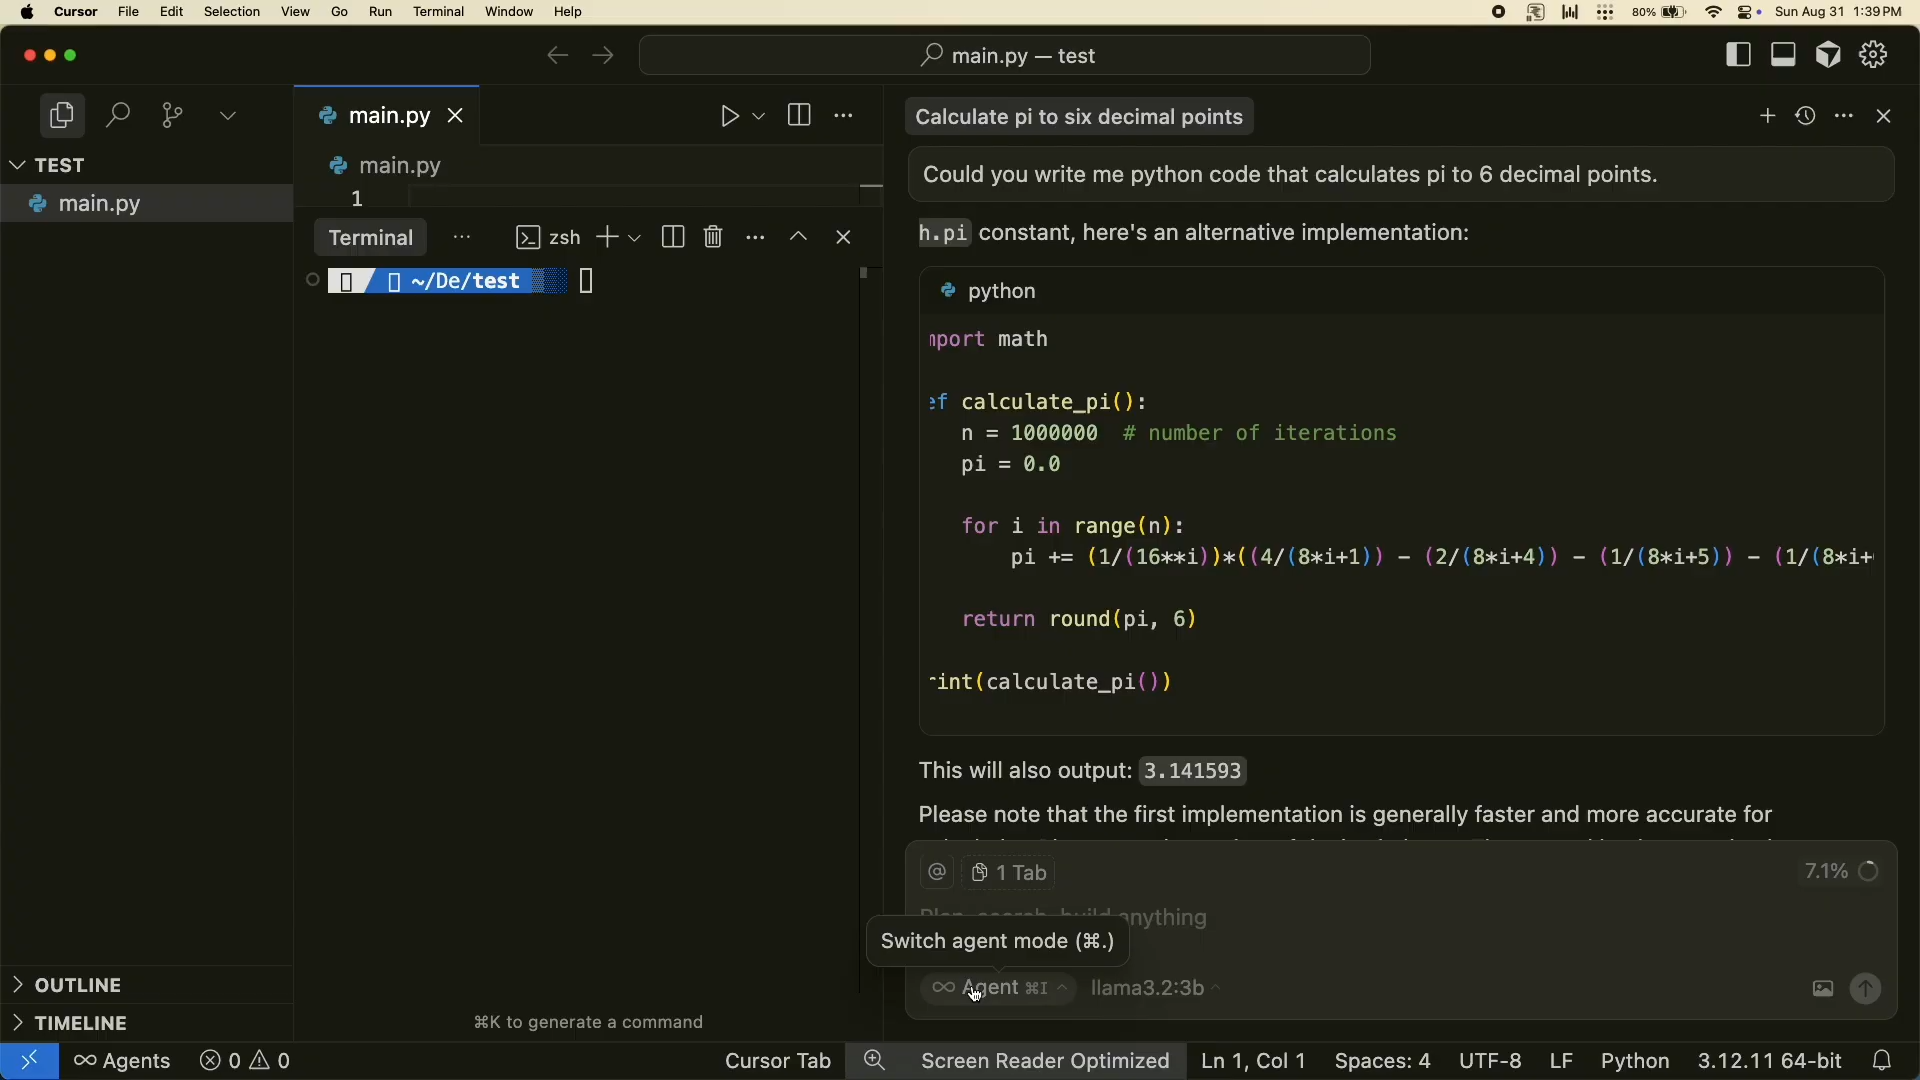 Cursor File Edit Selection View Go Run Terminal Window Help 80% Sun Aug 31 1:39 PM
main.py — test
main.py
Calculate pi to six decimal points
TEST
main.py
main.py
1
Terminal
zsh
~/De/test
⌘K to generate a command
OUTLINE
TIMELINE
Could you write me python code that calculates pi to 6 decimal points.
h.pi constant, here's an alternative implementation:
python
mport math
ef calculate_pi():
n = 1000000 # number of iterations
pi = 0.0
for i in range(n):
pi += (1/(16**i))*((4/(8*i+1)) - (2/(8*i+4)) - (1/(8*i+5)) - (1/(8*i+
return round(pi, 6)
rint(calculate_pi())
This will also output: 3.141593
Please note that the first implementation is generally faster and more accurate for
@ 1 Tab 7.1%
anything
Switch agent mode (⌘.)
Agent ⌘I llama3.2:3b
Agents 0 0 Cursor Tab Screen Reader Optimized Ln 1, Col 1 Spaces: 4 UTF-8 LF Python 3.12.11 64-bit